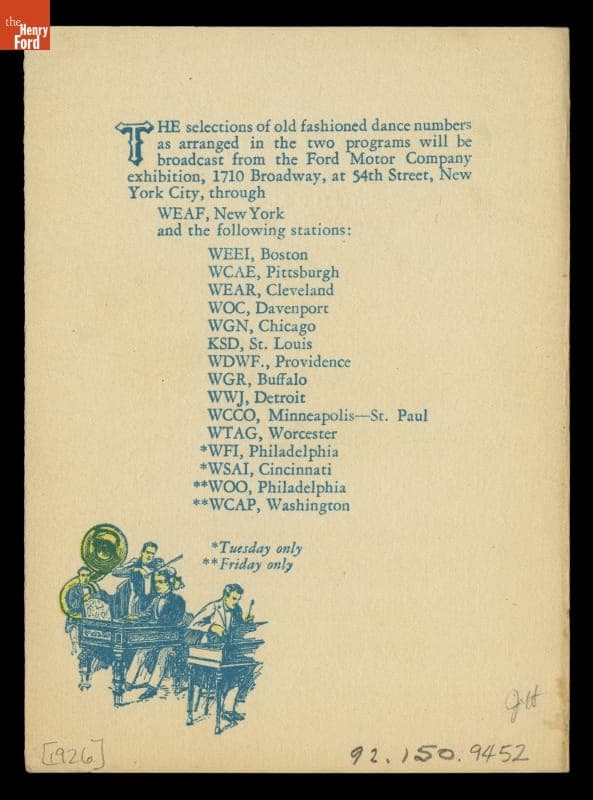 the
Henry
Ford
THE selections of old fashioned dance numbers
as arranged in the two programs will be
broadcast from the Ford Motor Company
exhibition, 1710 Broadway, at 54th Street, New
York City, through
WEAF, New York
and the following stations:
WEEI, Boston
WCAE, Pittsburgh
WEAR, Cleveland
WOC, Davenport
WGN, Chicago
KSD, St. Louis
WDWF., Providence
WGR, Buffalo
WWJ, Detroit
WCCO, Minneapolis—St. Paul
WTAG, Worcester
*WFI, Philadelphia
*WSAI, Cincinnati
**WOO, Philadelphia
**WCAP, Washington
*Tuesday only
**Friday only
[1926]
92.150.9452